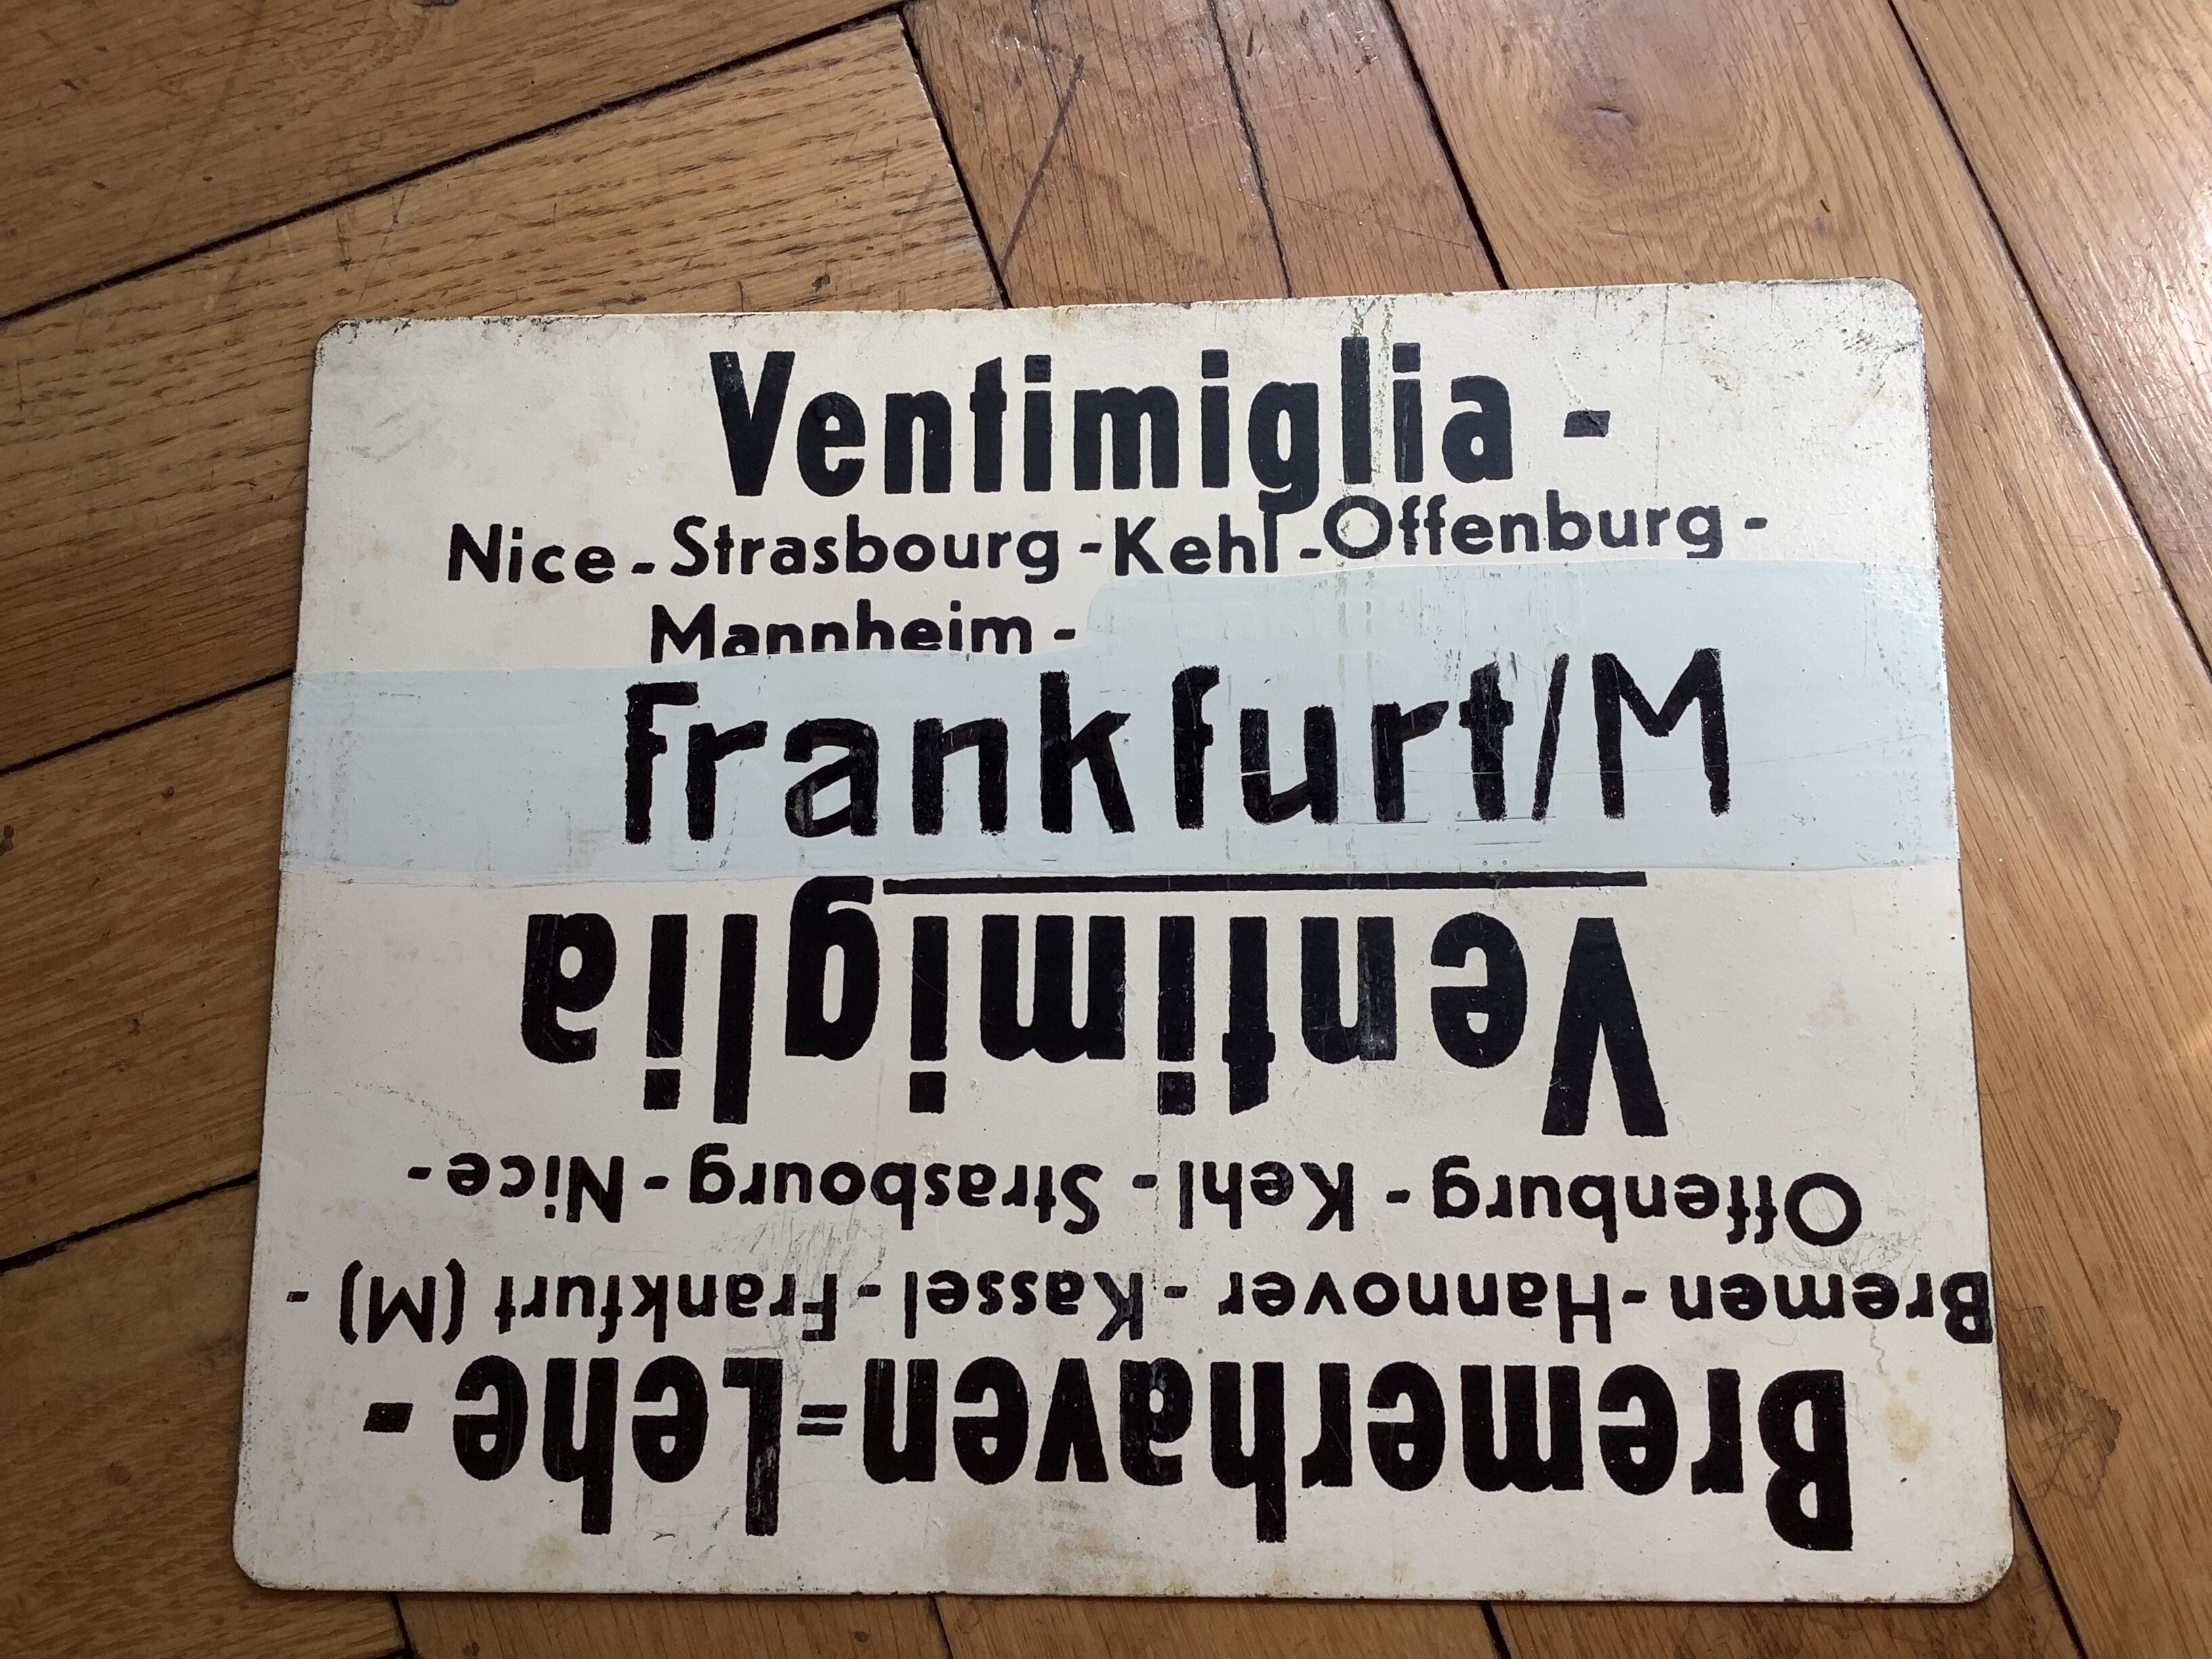 Ventimiglia -
Nice - Strasbourg - Kehl - Offenburg -
Mannheim -
Frankfurt/M
Bremerhaven=Lehe -
Bremen - Hannover - Kassel - Frankfurt (M) -
Offenburg - Kehl - Strasbourg - Nice -
Ventimiglia